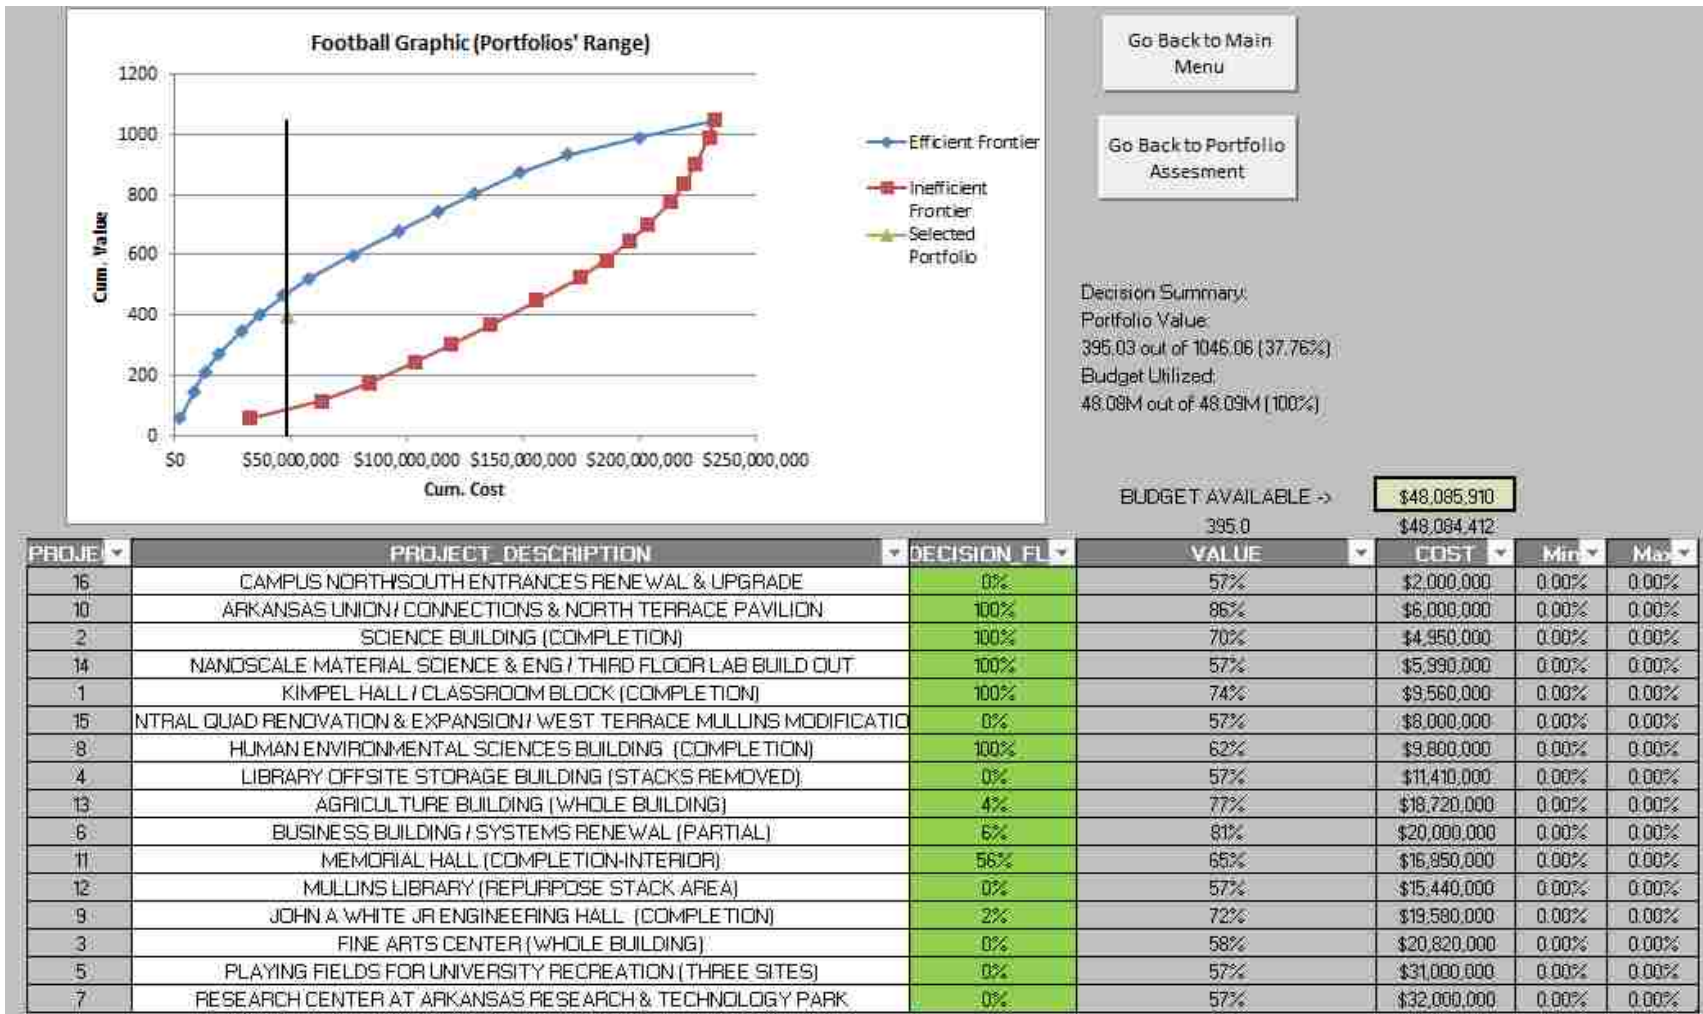 Football Graphic (Portfolios' Range)
1200
1000
800
600
400
200
0
Cum. Value
$0 $50,000,000 $100,000,000 $150,000,000 $200,000,000 $250,000,000
Cum. Cost
Efficient Frontier
Inefficient
Frontier
Selected
Portfolio
Go Back to Main
Menu
Go Back to Portfolio
Assesment
Decision Summary:
Portfolio Value:
395.03 out of 1046.06 (37.76%)
Budget Utilized:
48.08M out of 48.09M (100%)
BUDGET AVAILABLE -> $48,085,910
395.0 $48,084,412
PROJE PROJECT_DESCRIPTION DECISION_FL VALUE COST Min Max
16 CAMPUS NORTH/SOUTH ENTRANCES RENEWAL & UPGRADE 0% 57% $2,000,000 0.00% 0.00%
10 ARKANSAS UNION / CONNECTIONS & NORTH TERRACE PAVILION 100% 86% $6,000,000 0.00% 0.00%
2 SCIENCE BUILDING (COMPLETION) 100% 70% $4,950,000 0.00% 0.00%
14 NANOSCALE MATERIAL SCIENCE & ENG / THIRD FLOOR LAB BUILD OUT 100% 57% $5,990,000 0.00% 0.00%
1 KIMPEL HALL / CLASSROOM BLOCK (COMPLETION) 100% 74% $9,560,000 0.00% 0.00%
15 NTRAL QUAD RENOVATION & EXPANSION / WEST TERRACE MULLINS MODIFICATIO 0% 57% $8,000,000 0.00% 0.00%
8 HUMAN ENVIRONMENTAL SCIENCES BUILDING (COMPLETION) 100% 62% $9,800,000 0.00% 0.00%
4 LIBRARY OFFSITE STORAGE BUILDING (STACKS REMOVED) 0% 57% $11,410,000 0.00% 0.00%
13 AGRICULTURE BUILDING (WHOLE BUILDING) 4% 77% $18,720,000 0.00% 0.00%
6 BUSINESS BUILDING / SYSTEMS RENEWAL (PARTIAL) 6% 81% $20,000,000 0.00% 0.00%
11 MEMORIAL HALL (COMPLETION-INTERIOR) 56% 65% $16,950,000 0.00% 0.00%
12 MULLINS LIBRARY (REPURPOSE STACK AREA) 0% 57% $15,440,000 0.00% 0.00%
9 JOHN A WHITE JR ENGINEERING HALL (COMPLETION) 2% 72% $19,580,000 0.00% 0.00%
3 FINE ARTS CENTER (WHOLE BUILDING) 0% 58% $20,820,000 0.00% 0.00%
5 PLAYING FIELDS FOR UNIVERSITY RECREATION (THREE SITES) 0% 57% $31,000,000 0.00% 0.00%
7 RESEARCH CENTER AT ARKANSAS RESEARCH & TECHNOLOGY PARK 0% 57% $32,000,000 0.00% 0.00%